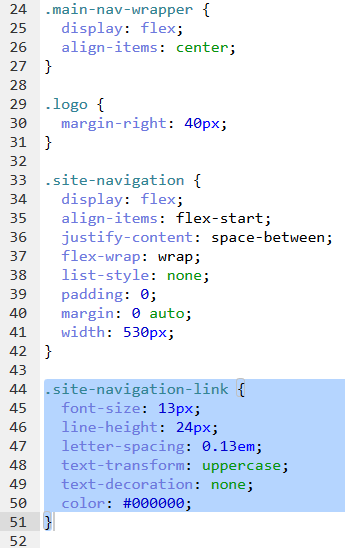 24 .main-nav-wrapper {
25   display: flex;
26   align-items: center;
27 }
28
29 .logo {
30   margin-right: 40px;
31 }
32
33 .site-navigation {
34   display: flex;
35   align-items: flex-start;
36   justify-content: space-between;
37   flex-wrap: wrap;
38   list-style: none;
39   padding: 0;
40   margin: 0 auto;
41   width: 530px;
42 }
43
44 .site-navigation-link {
45   font-size: 13px;
46   line-height: 24px;
47   letter-spacing: 0.13em;
48   text-transform: uppercase;
49   text-decoration: none;
50   color: #000000;
51 }
52